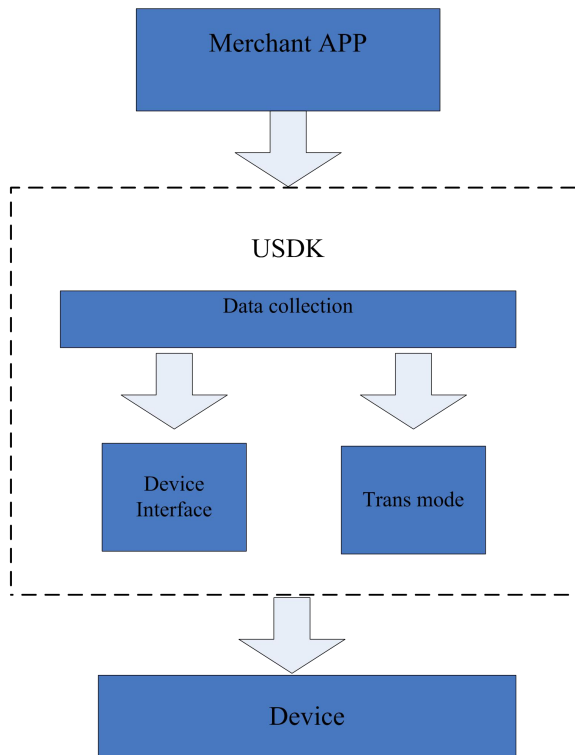 Merchant APP
USDK
Data collection
Device
Interface
Trans mode
Device